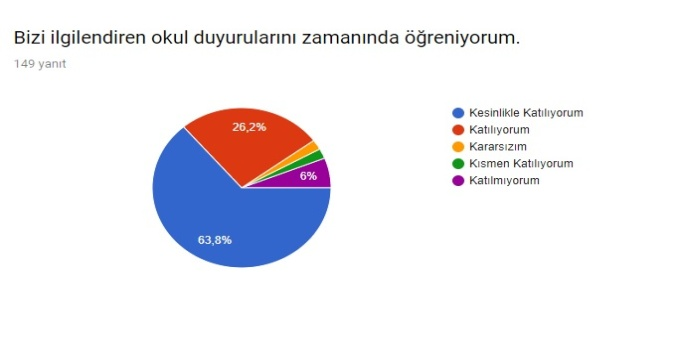 Bizi ilgilendiren okul duyurularını zamanında öğreniyorum.
149 yanıt
26,2%
6%
63,8%
Kesinlikle Katılıyorum
Katılıyorum
Kararsızım
Kısmen Katılıyorum
Katılmıyorum